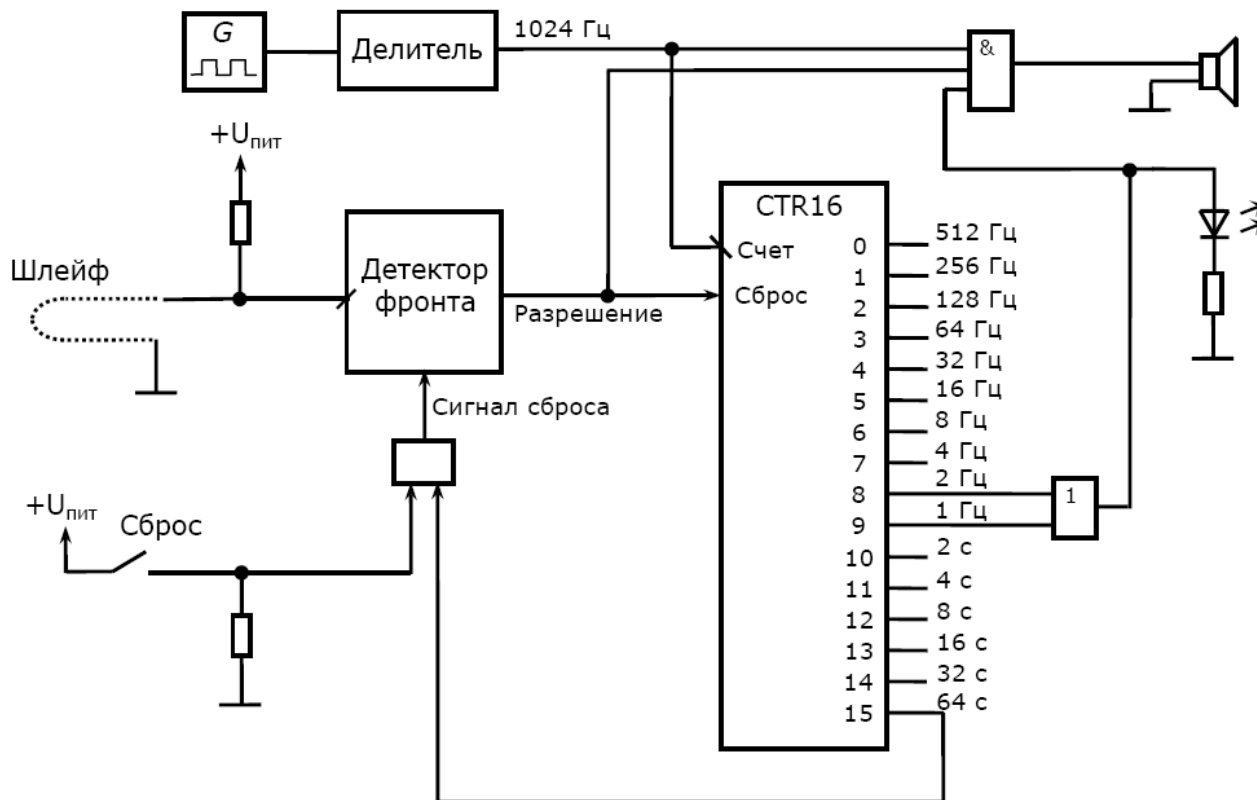 G
Делитель
1024 Гц
&
+Uпит
CTR16
Шлейф
Детектор
фронта
Счет
Сброс
Разрешение
0
512 Гц
1
256 Гц
2
128 Гц
3
64 Гц
4
32 Гц
5
16 Гц
6
8 Гц
7
4 Гц
8
2 Гц
1
9
1 Гц
10
2 с
11
4 с
12
8 с
13
16 с
14
32 с
15
64 с
Сигнал сброса
+Uпит
Сброс